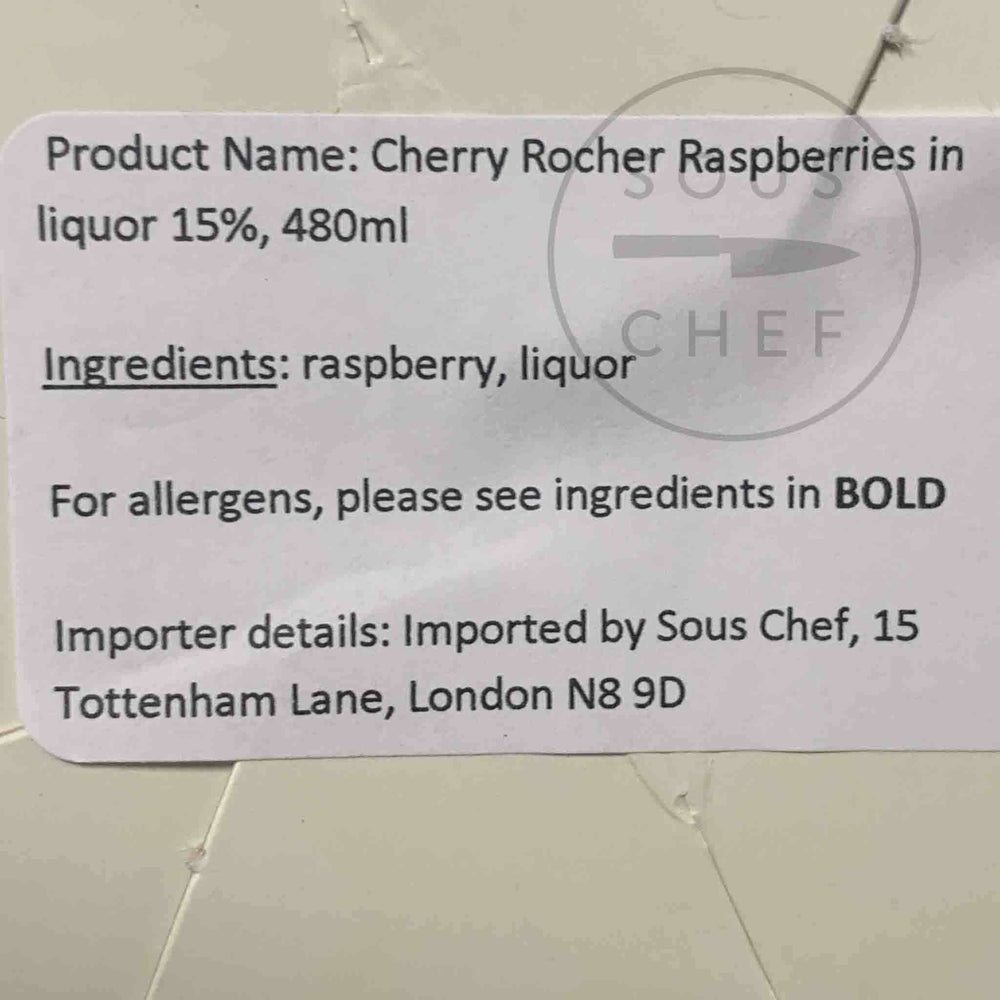 Product Name: Cherry Rocher Raspberries in
liquor 15%, 480ml
SOUS
CHEF
Ingredients: raspberry, liquor
For allergens, please see ingredients in BOLD
Importer details: Imported by Sous Chef, 15
Tottenham Lane, London N8 9D